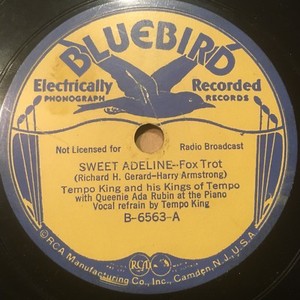 BLUEBIRD
Electrically Recorded
PHONOGRAPH RECORDS
Not Licensed for Radio Broadcast
SWEET ADELINE--Fox Trot
(Richard H. Gerard--Harry Armstrong)
Tempo King and his Kings of Tempo
with Queenie Ada Rubin at the Piano
Vocal refrain by Tempo King
B-6563-A
RCA
©RCA Manufacturing Co., Inc., Camden, N.J., U.S.A.